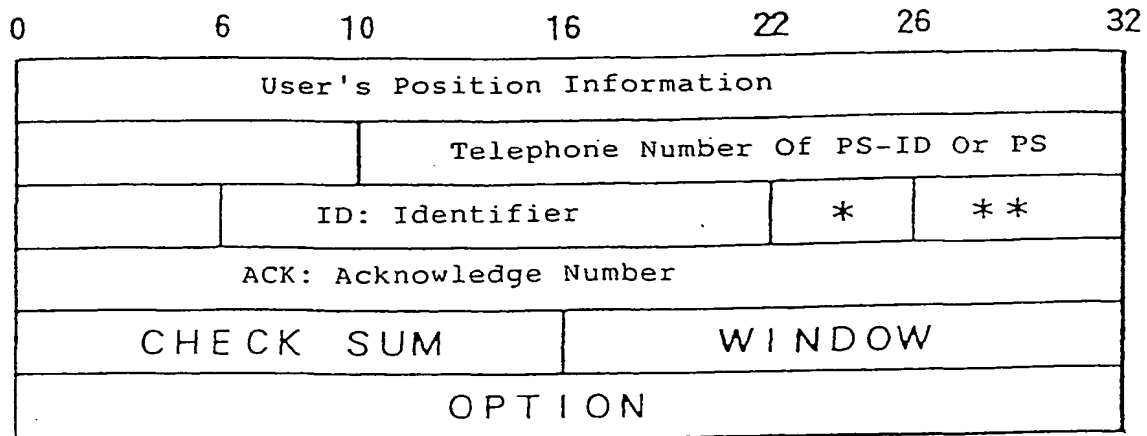 0 6 10 16 22 26 32
User's Position Information
Telephone Number Of PS-ID Or PS
ID: Identifier * **
ACK: Acknowledge Number
CHECK SUM WINDOW
OPTION